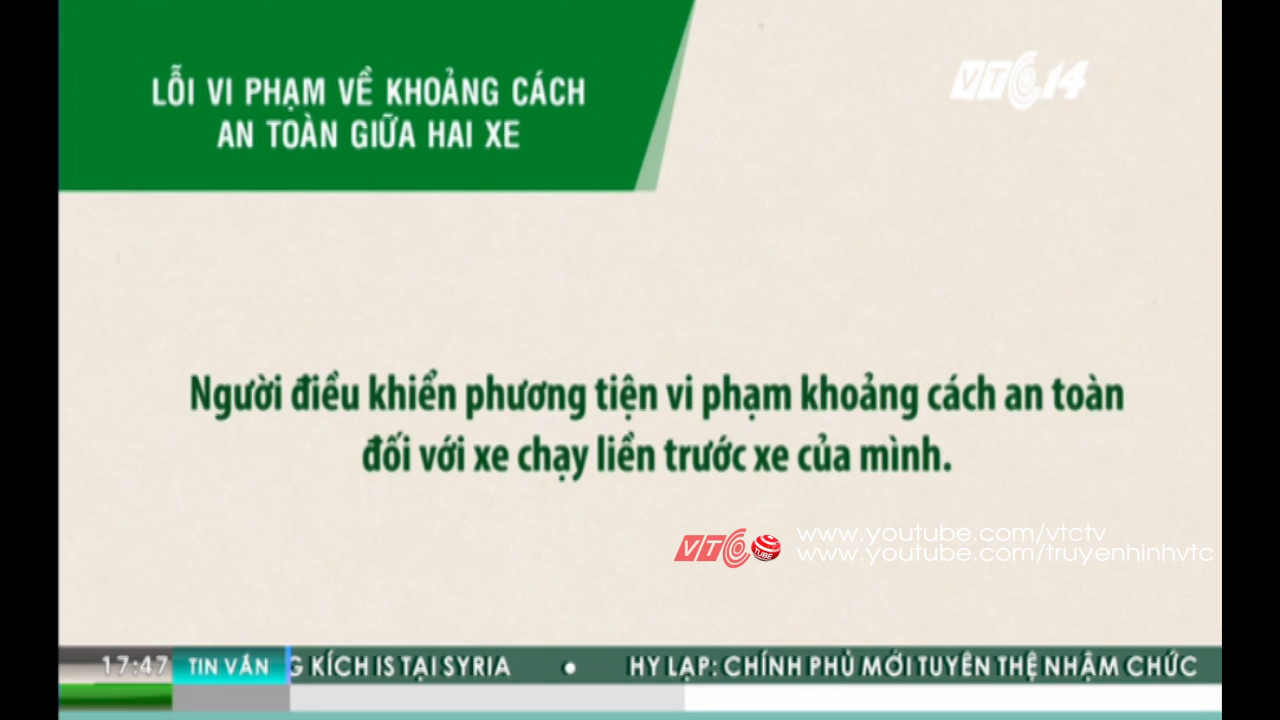 LỖI VI PHẠM VỀ KHOẢNG CÁCH
AN TOÀN GIỮA HAI XE
VTC14
Người điều khiển phương tiện vi phạm khoảng cách an toàn
đối với xe chạy liền trước xe của mình.
VTC TUBE
www.youtube.com/vtctv
www.youtube.com/truyenhinhvtc
17:47 TIN VẮN G KÍCH IS TẠI SYRIA • HY LẠP: CHÍNH PHỦ MỚI TUYÊN THỆ NHẬM CHỨC